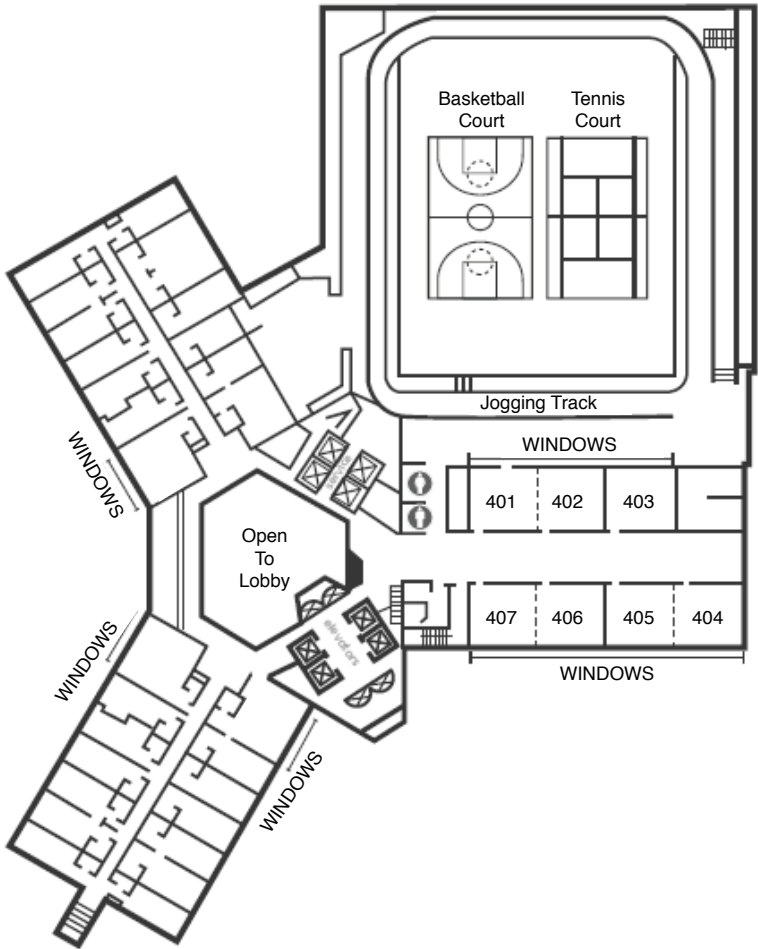 Basketball
Court
Tennis
Court
Jogging Track
WINDOWS
service
401
402
403
WINDOWS
Open
To
Lobby
elevators
407
406
405
404
WINDOWS
WINDOWS
WINDOWS